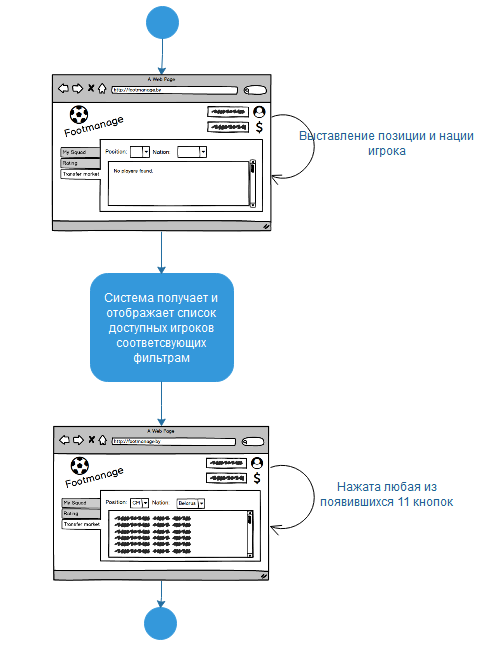 A Web Page
http://footmanage.by
Footmanage
$
My Squad
Rating
Transfer market
Position:
Nation:
No players found.
Выставление позиции и нации
игрока
Система получает и
отображает список
доступных игроков
соответсвующих
фильтрам
A Web Page
http://footmanage.by
Footmanage
$
My Squad
Rating
Transfer market
Position: CM Nation: Belarus
Нажата любая из
появившихся 11 кнопок